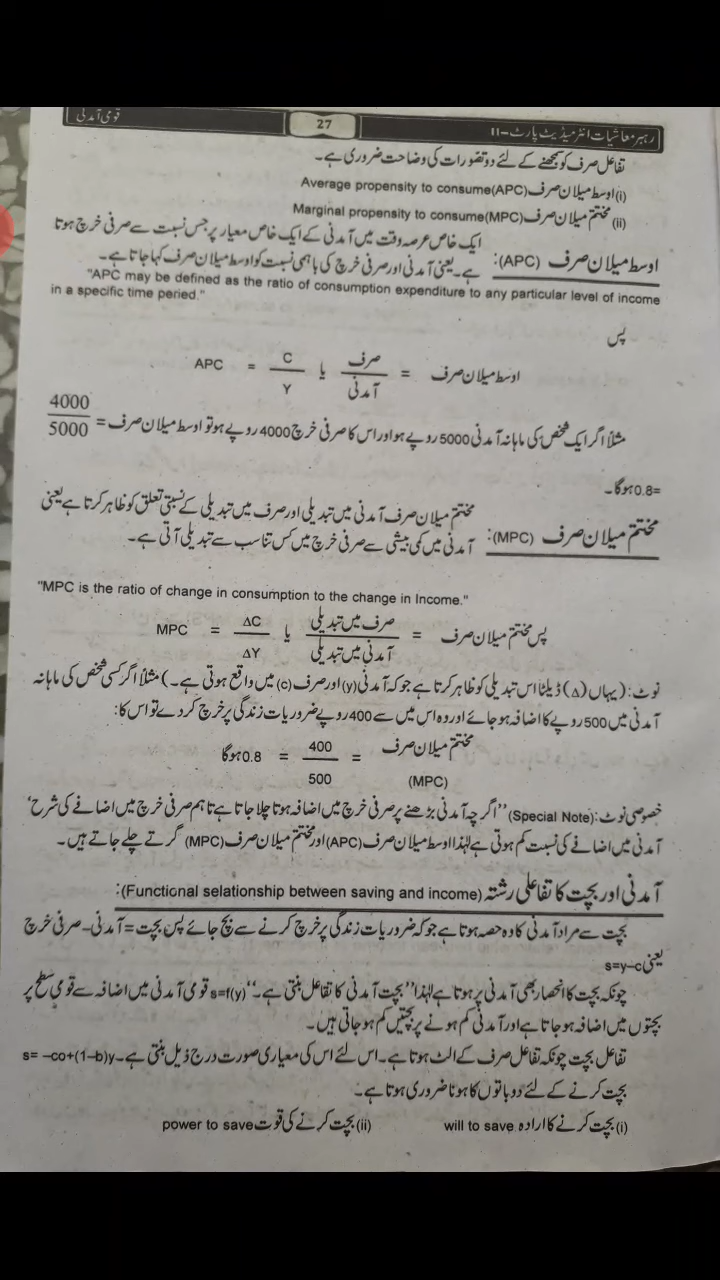 رہبر معاشیات انٹرمیڈیٹ پارٹ-II 27 قومی آمدنی
تفاعل صرف کو سمجھنے کے لئے دو تصورات کی وضاحت ضروری ہے۔
(i) اوسط میلان صرف Average propensity to consume(APC)
(ii) مختتم میلان صرف Marginal propensity to consume(MPC)
اوسط میلان صرف (APC): ایک خاص عرصہ وقت میں آمدنی کے ایک خاص معیار پر جس نسبت سے صرفی خرچ ہوتا
ہے۔ یعنی آمدنی اور صرفی خرچ کی باہمی نسبت کو اوسط میلان صرف کہا جاتا ہے۔
"APC may be defined as the ratio of consumption expenditure to any particular level of income
in a specific time peried."
پس
اوسط میلان صرف = صرف / آمدنی یا C / Y = APC
مثلاً اگر ایک شخص کی ماہانہ آمدنی 5000 روپے ہو اور اس کا صرفی خرچ 4000 روپے ہو تو اوسط میلان صرف = 4000 / 5000
=0.8 ہوگا۔
مختتم میلان صرف (MPC): مختتم میلان صرف آمدنی میں تبدیلی اور صرف میں تبدیلی کے نسبتی تعلق کو ظاہر کرتا ہے یعنی
آمدنی میں کمی بیشی سے صرفی خرچ میں کس تناسب سے تبدیلی آتی ہے۔
"MPC is the ratio of change in consumption to the change in Income."
پس مختتم میلان صرف = صرف میں تبدیلی / آمدنی میں تبدیلی یا ΔC / ΔY = MPC
نوٹ: (یہاں (Δ) ڈیلٹا اس تبدیلی کو ظاہر کرتا ہے جو کہ آمدنی (y) اور صرف (c) میں واقع ہوتی ہے۔) مثلاً اگر کسی شخص کی ماہانہ
آمدنی میں 500 روپے کا اضافہ ہو جائے اور وہ اس میں سے 400 روپے ضروریات زندگی پر خرچ کر دے تو اس کا:
مختتم میلان صرف (MPC) = 400 / 500 = 0.8 ہوگا
خصوصی نوٹ: (Special Note) ”اگر چہ آمدنی بڑھنے پر صرفی خرچ میں اضافہ ہوتا چلا جاتا ہے تاہم صرفی خرچ میں اضافے کی شرح‘
آمدنی میں اضافے کی نسبت کم ہوتی ہے لہٰذا اوسط میلان صرف (APC) اور مختتم میلان صرف (MPC) گرتے چلے جاتے ہیں۔
آمدنی اور بچت کا تفاعلی رشتہ (Functional selationship between saving and income):
بچت سے مراد آمدنی کا وہ حصہ ہوتا ہے جو کہ ضروریات زندگی پر خرچ کرنے سے بچ جائے پس بچت = آمدنی - صرفی خرچ
یعنی s=y–c
چونکہ بچت کا انحصار بھی آمدنی پر ہوتا ہے لہٰذا ”بچت آمدنی کا تفاعل بنتی ہے۔“ s=f(y) قومی آمدنی میں اضافہ سے قومی سطح پر
بچتوں میں اضافہ ہو جاتا ہے اور آمدنی کم ہونے پر بچتیں کم ہو جاتی ہیں۔
تفاعل بچت چونکہ تفاعل صرف کے الٹ ہوتا ہے۔ اس لئے اس کی معیاری صورت درج ذیل بنتی ہے۔ s= –co+(1–b)y
بچت کرنے کے لئے دو باتوں کا ہونا ضروری ہوتا ہے۔
(i) بچت کرنے کا ارادہ will to save (ii) بچت کرنے کی قوت power to save